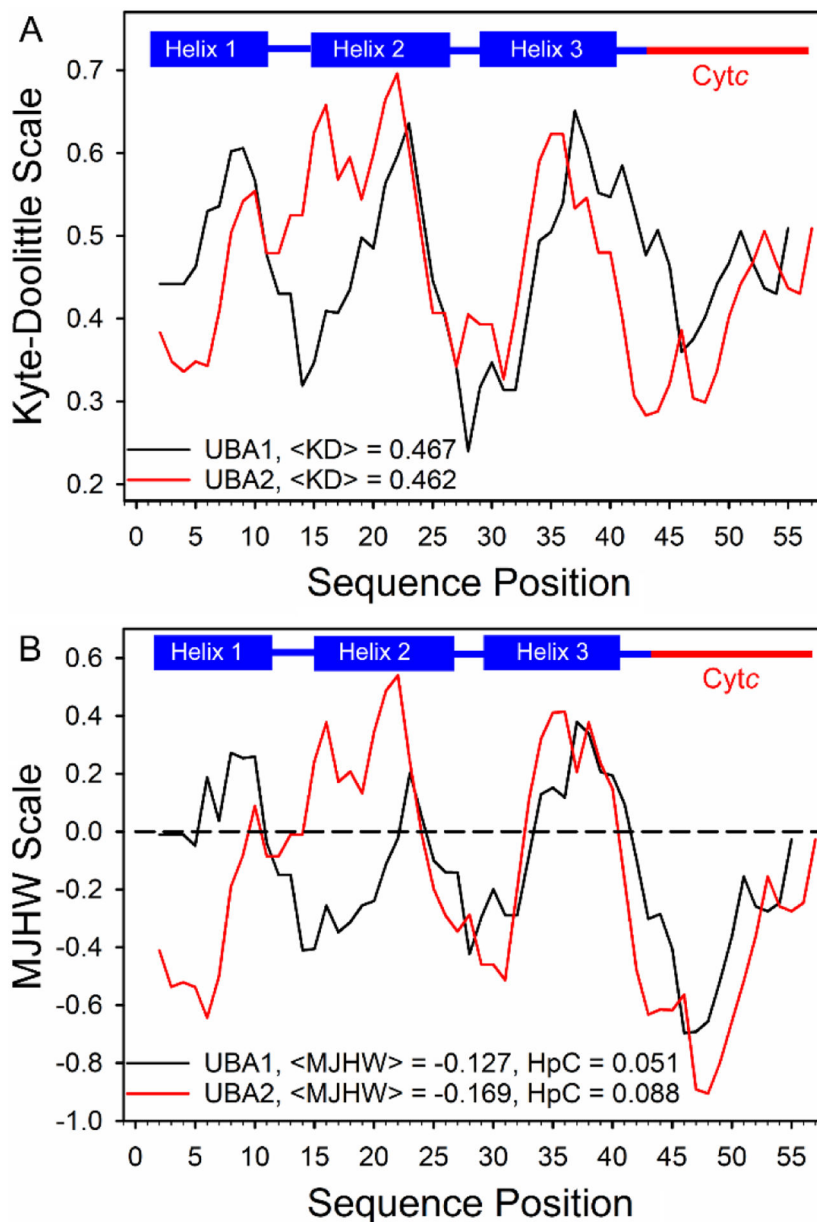 A
Helix 1 Helix 2 Helix 3
Cytc
Kyte-Doolittle Scale
0.7
0.6
0.5
0.4
0.3
0.2
UBA1, <KD> = 0.467
UBA2, <KD> = 0.462
0 5 10 15 20 25 30 35 40 45 50 55
Sequence Position
B
Helix 1 Helix 2 Helix 3
Cytc
MJHW Scale
0.6
0.4
0.2
0.0
-0.2
-0.4
-0.6
-0.8
-1.0
UBA1, <MJHW> = -0.127, HpC = 0.051
UBA2, <MJHW> = -0.169, HpC = 0.088
0 5 10 15 20 25 30 35 40 45 50 55
Sequence Position